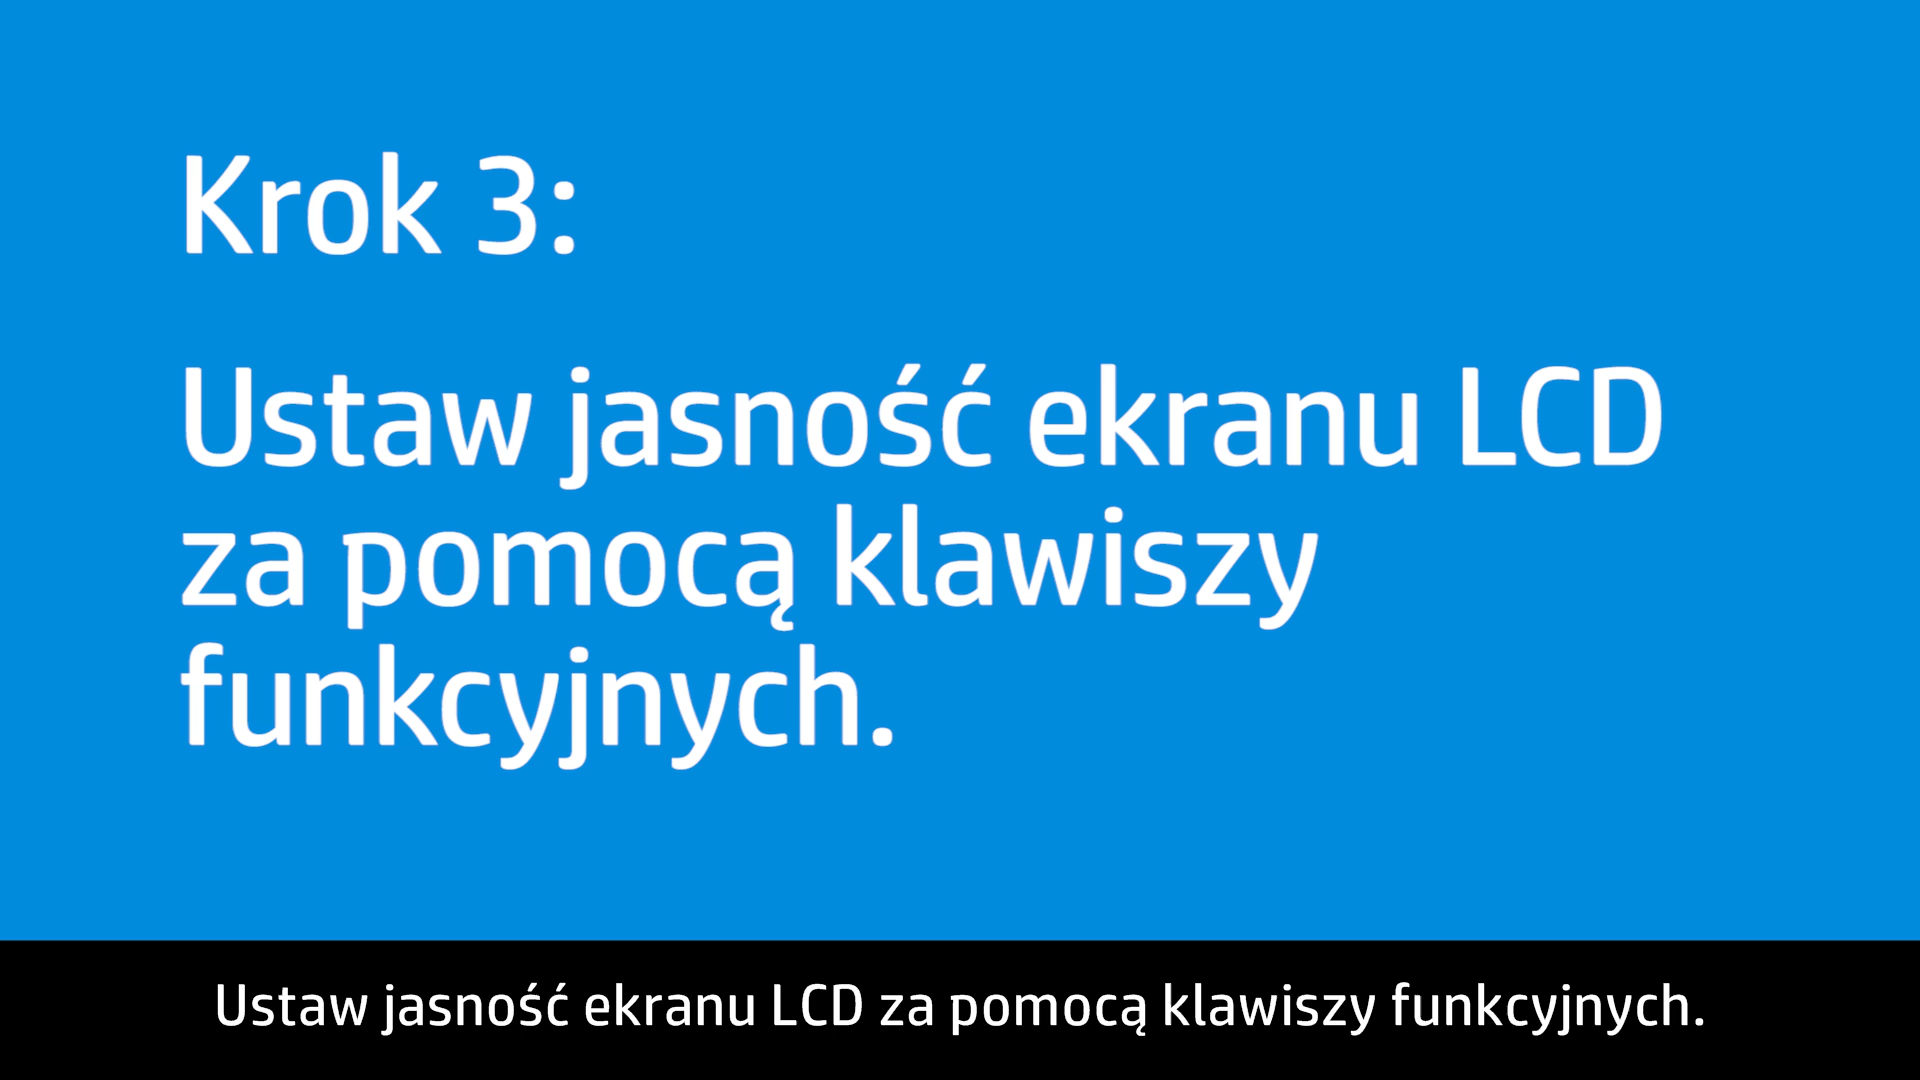 Krok 3:
Ustaw jasność ekranu LCD
za pomocą klawiszy
funkcyjnych.
Ustaw jasność ekranu LCD za pomocą klawiszy funkcyjnych.